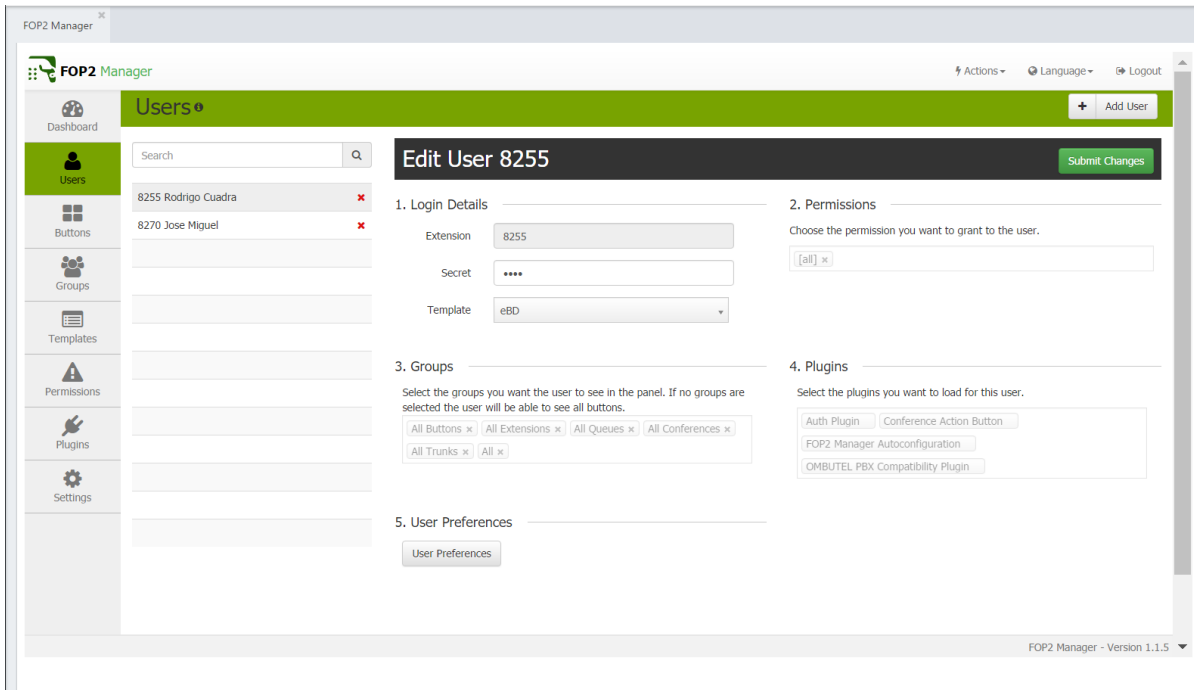 FOP2 Manager ×
FOP2 Manager
Actions Language Logout
Dashboard
Users
Buttons
Groups
Templates
Permissions
Plugins
Settings
Users
+ Add User
Search
8255 Rodrigo Cuadra
8270 Jose Miguel
Edit User 8255
Submit Changes
1. Login Details
Extension 8255
Secret ••••
Template eBD
2. Permissions
Choose the permission you want to grant to the user.
[all] ×
3. Groups
Select the groups you want the user to see in the panel. If no groups are
selected the user will be able to see all buttons.
All Buttons × All Extensions × All Queues × All Conferences ×
All Trunks × All ×
4. Plugins
Select the plugins you want to load for this user.
Auth Plugin Conference Action Button
FOP2 Manager Autoconfiguration
OMBUTEL PBX Compatibility Plugin
5. User Preferences
User Preferences
FOP2 Manager - Version 1.1.5